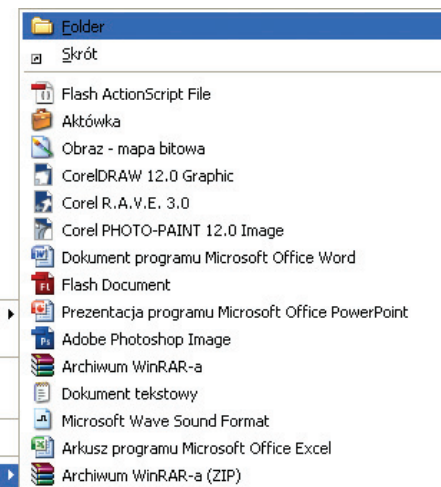 Folder
Skrót
Flash ActionScript File
Aktówka
Obraz - mapa bitowa
CorelDRAW 12.0 Graphic
Corel R.A.V.E. 3.0
Corel PHOTO-PAINT 12.0 Image
Dokument programu Microsoft Office Word
Flash Document
Prezentacja programu Microsoft Office PowerPoint
Adobe Photoshop Image
Archiwum WinRAR-a
Dokument tekstowy
Microsoft Wave Sound Format
Arkusz programu Microsoft Office Excel
Archiwum WinRAR-a (ZIP)